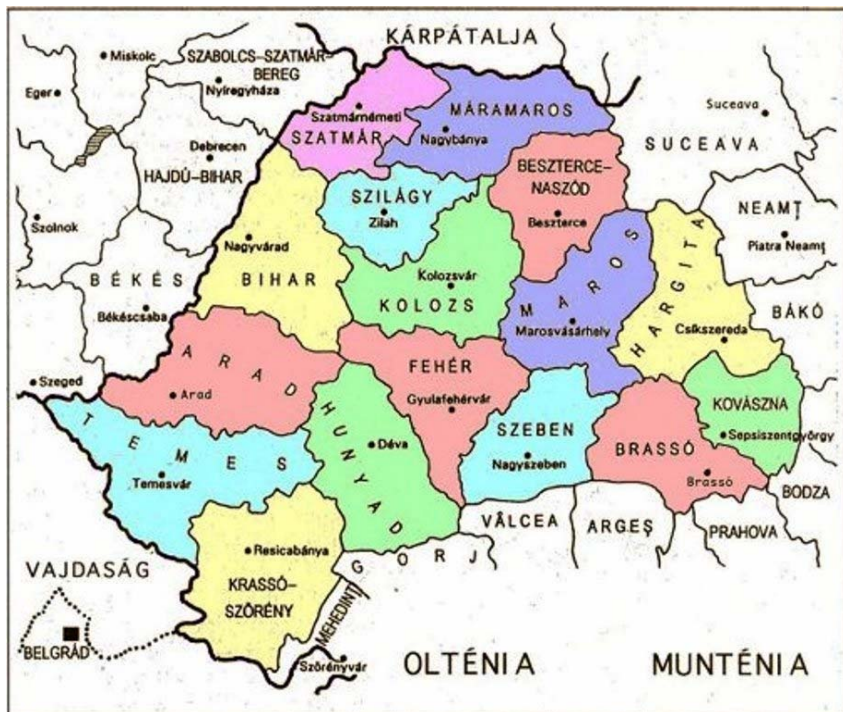 KÁRPÁTALJA
Miskolc
SZABOLCS-SZATMÁR-
BEREG
Nyíregyháza
Eger
Szatmárnémeti
SZATMÁR
MÁRAMAROS
Nagybánya
Suceava
SUCEAVA
Debrecen
HAJDÚ-BIHAR
BESZTERCE-
NASZÓD
Beszterce
SZILÁGY
Zilah
NEAMȚ
Piatra Neamț
Szolnok
Nagyvárad
BIHAR
Kolozsvár
KOLOZS
MAROS
Marosvásárhely
HARGITA
Csíkszereda
BÁKÓ
BÉKÉS
Békéscsaba
Szeged
ARAD
Arad
FEHÉR
Gyulafehérvár
KOVÁSZNA
Sepsiszentgyörgy
TEMES
Temesvár
HUNYAD
Déva
SZEBEN
Nagyszeben
BRASSÓ
Brassó
BODZA
VÂLCEA
ARGEȘ
PRAHOVA
Resicabánya
KRASSÓ-
SZÖRÉNY
GORJ
MEHEDINȚI
VAJDASÁG
BELGRÁD
Szörényvár
OLTÉNIA
MUNTÉNIA